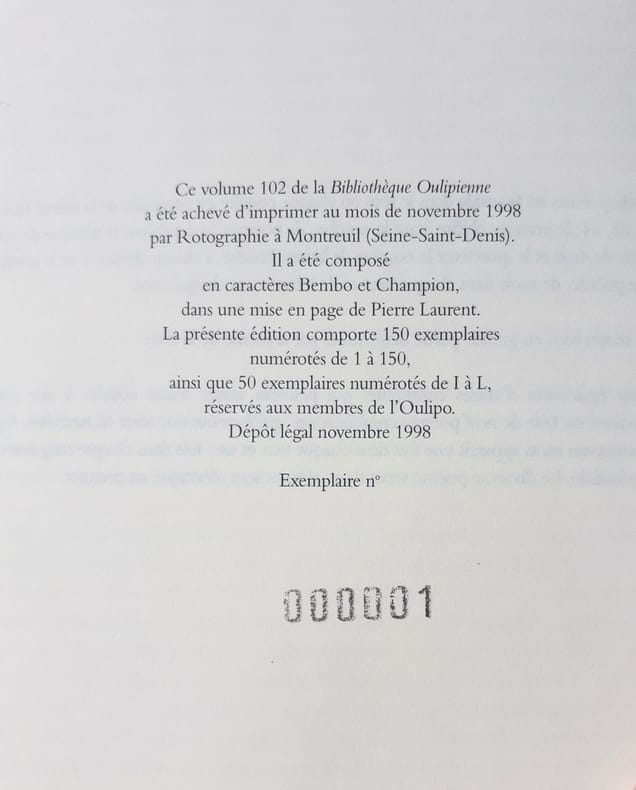 Ce volume 102 de la Bibliothèque Oulipienne
a été achevé d'imprimer au mois de novembre 1998
par Rotographie à Montreuil (Seine-Saint-Denis).
Il a été composé
en caractères Bembo et Champion,
dans une mise en page de Pierre Laurent.
La présente édition comporte 150 exemplaires
numérotés de 1 à 150,
ainsi que 50 exemplaires numérotés de I à L,
réservés aux membres de l'Oulipo.
Dépôt légal novembre 1998
Exemplaire n°
000001